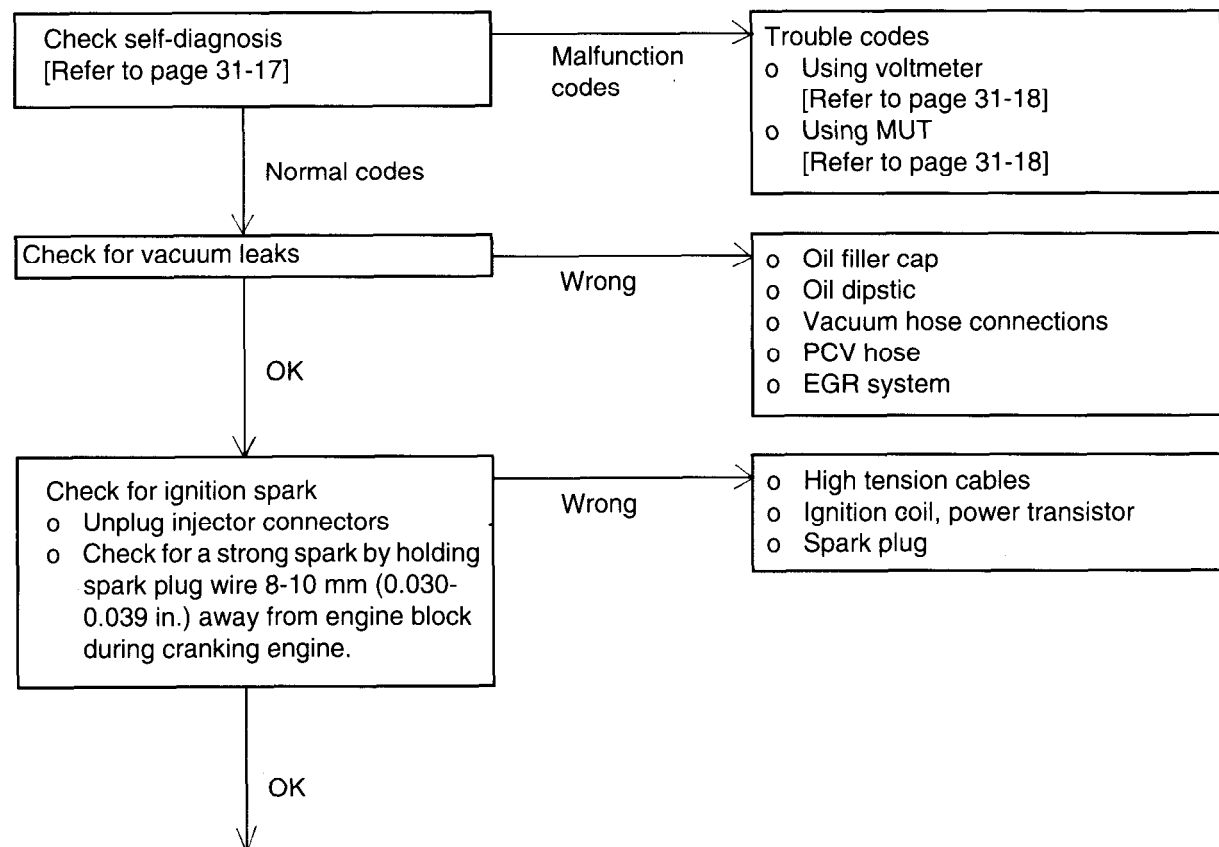 Check self-diagnosis
[Refer to page 31-17]
Malfunction
codes
Trouble codes
o Using voltmeter
[Refer to page 31-18]
o Using MUT
[Refer to page 31-18]
Normal codes
Check for vacuum leaks
Wrong
o Oil filler cap
o Oil dipstic
o Vacuum hose connections
o PCV hose
o EGR system
OK
Check for ignition spark
o Unplug injector connectors
o Check for a strong spark by holding
spark plug wire 8-10 mm (0.030-
0.039 in.) away from engine block
during cranking engine.
Wrong
o High tension cables
o Ignition coil, power transistor
o Spark plug
OK